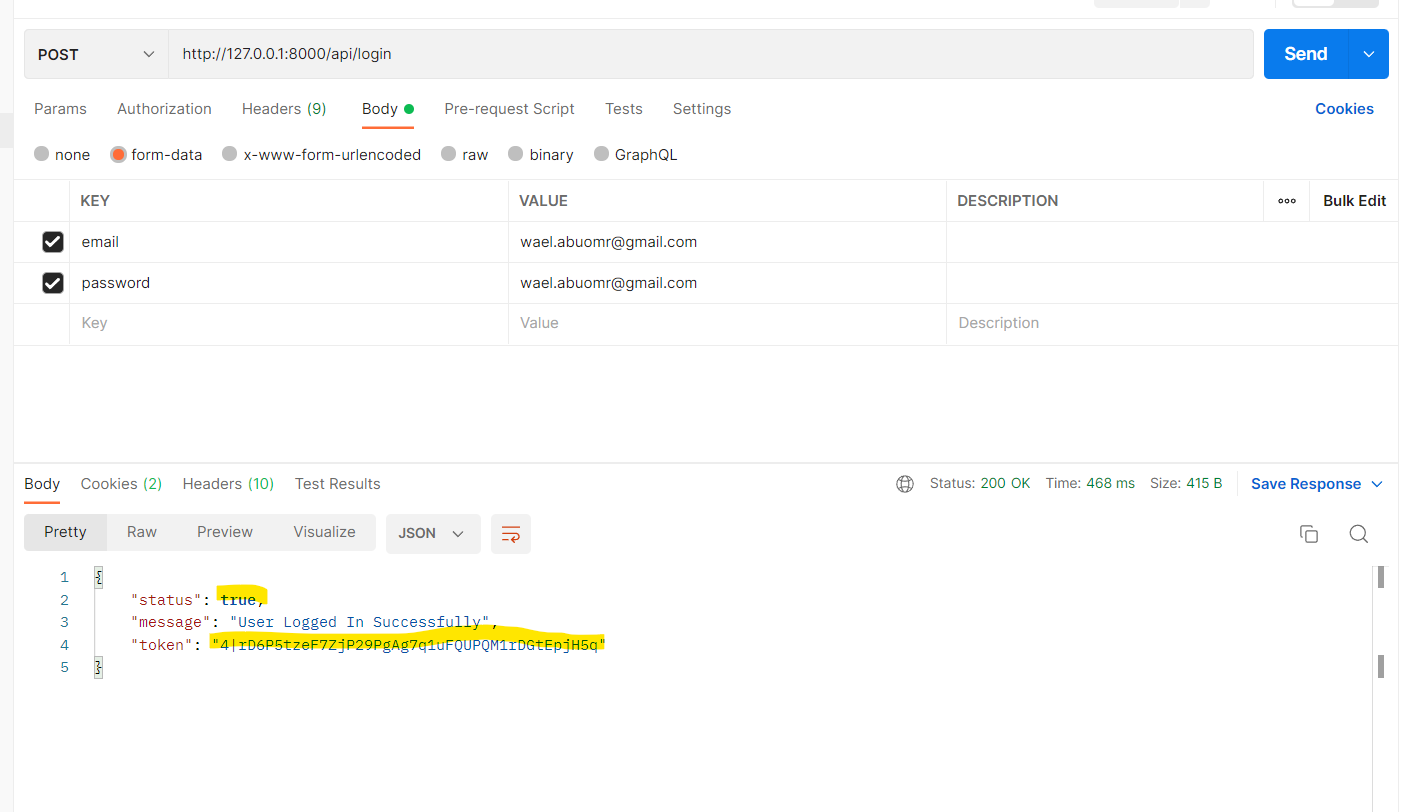 POST http://127.0.0.1:8000/api/login Send
Params Authorization Headers (9) Body Pre-request Script Tests Settings Cookies
none form-data x-www-form-urlencoded raw binary GraphQL
KEY VALUE DESCRIPTION ooo Bulk Edit
email wael.abuomr@gmail.com
password wael.abuomr@gmail.com
Key Value Description
Body Cookies (2) Headers (10) Test Results Status: 200 OK Time: 468 ms Size: 415 B Save Response
Pretty Raw Preview Visualize JSON
1 {
2 "status": true,
3 "message": "User Logged In Successfully",
4 "token": "4|rD6P5tzeF7ZjP29PgAg7q1uFQUPQM1rDGtEpjH5q"
5 }